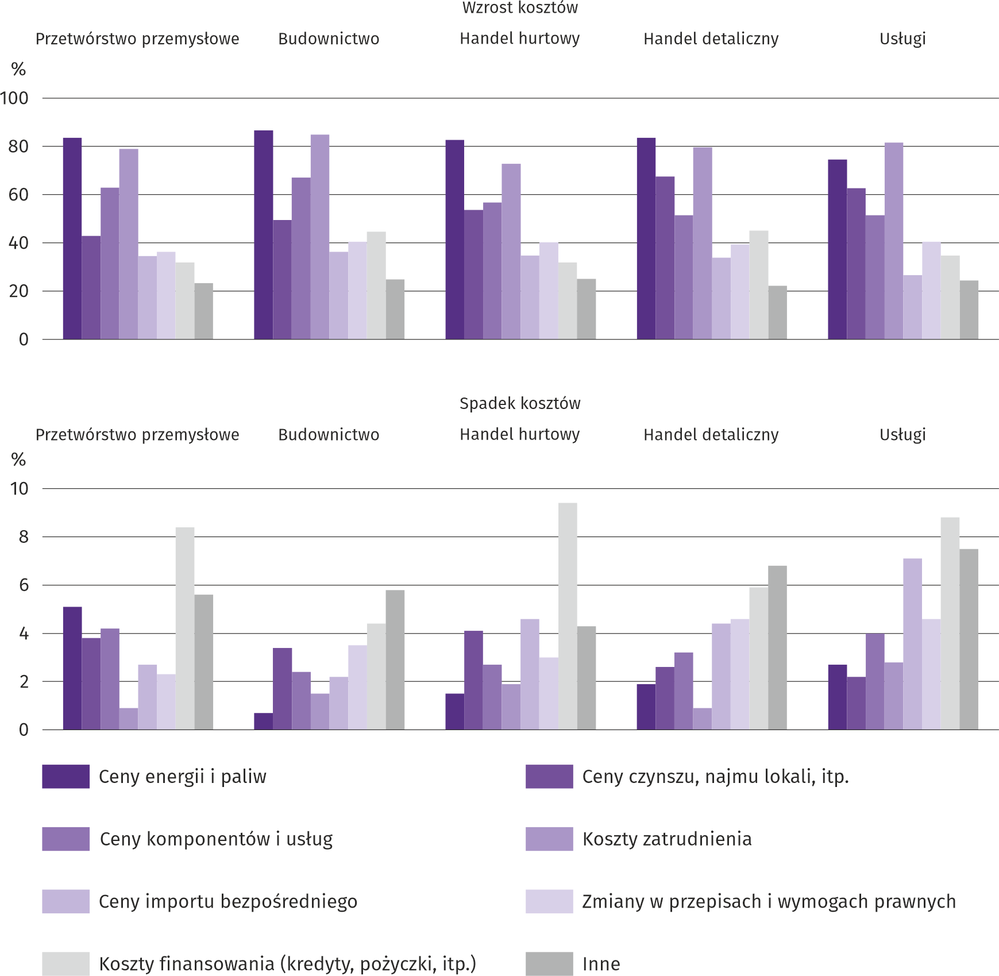 Wzrost kosztów
Przetwórstwo przemysłowe Budownictwo Handel hurtowy Handel detaliczny Usługi
%
100
80
60
40
20
0
Spadek kosztów
Przetwórstwo przemysłowe Budownictwo Handel hurtowy Handel detaliczny Usługi
%
10
8
6
4
2
0
Ceny energii i paliw Ceny czynszu, najmu lokali, itp.
Ceny komponentów i usług Koszty zatrudnienia
Ceny importu bezpośredniego Zmiany w przepisach i wymogach prawnych
Koszty finansowania (kredyty, pożyczki, itp.) Inne